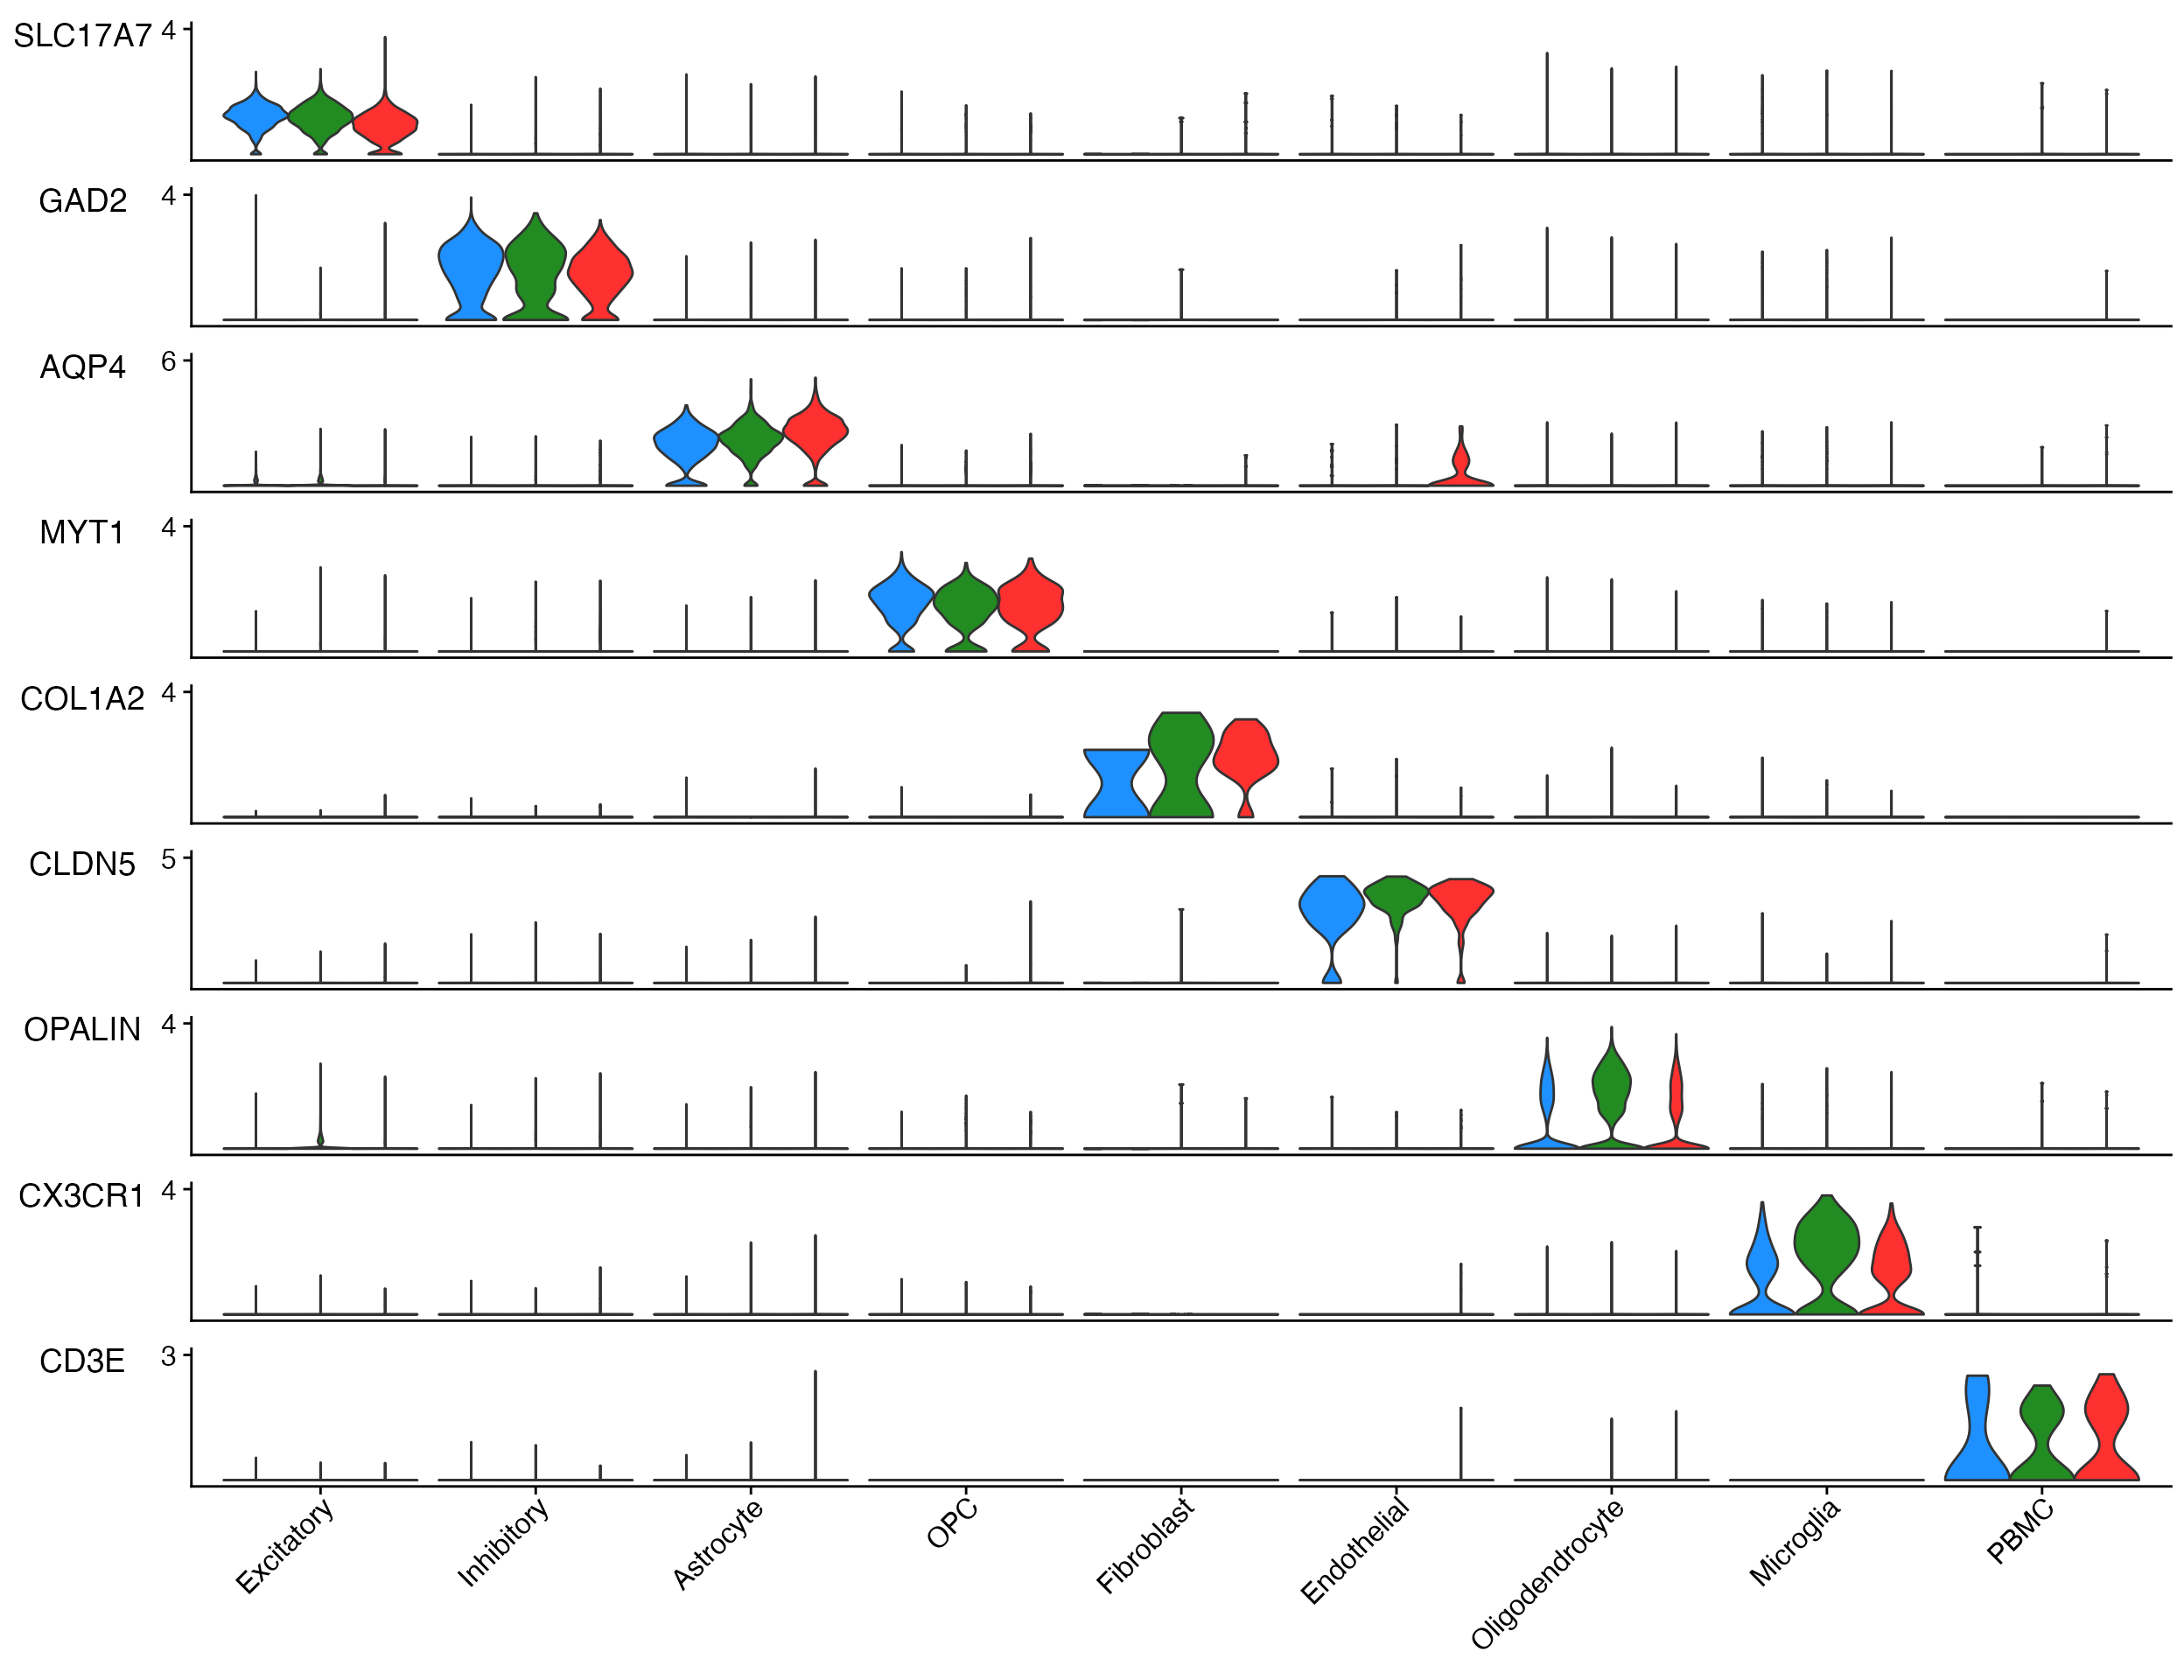 SLC17A7 4
GAD2 4
AQP4 6
MYT1 4
COL1A2 4
CLDN5 5
OPALIN 4
CX3CR1 4
CD3E 3
Excitatory
Inhibitory
Astrocyte
OPC
Fibroblast
Endothelial
Oligodendrocyte
Microglia
PBMC